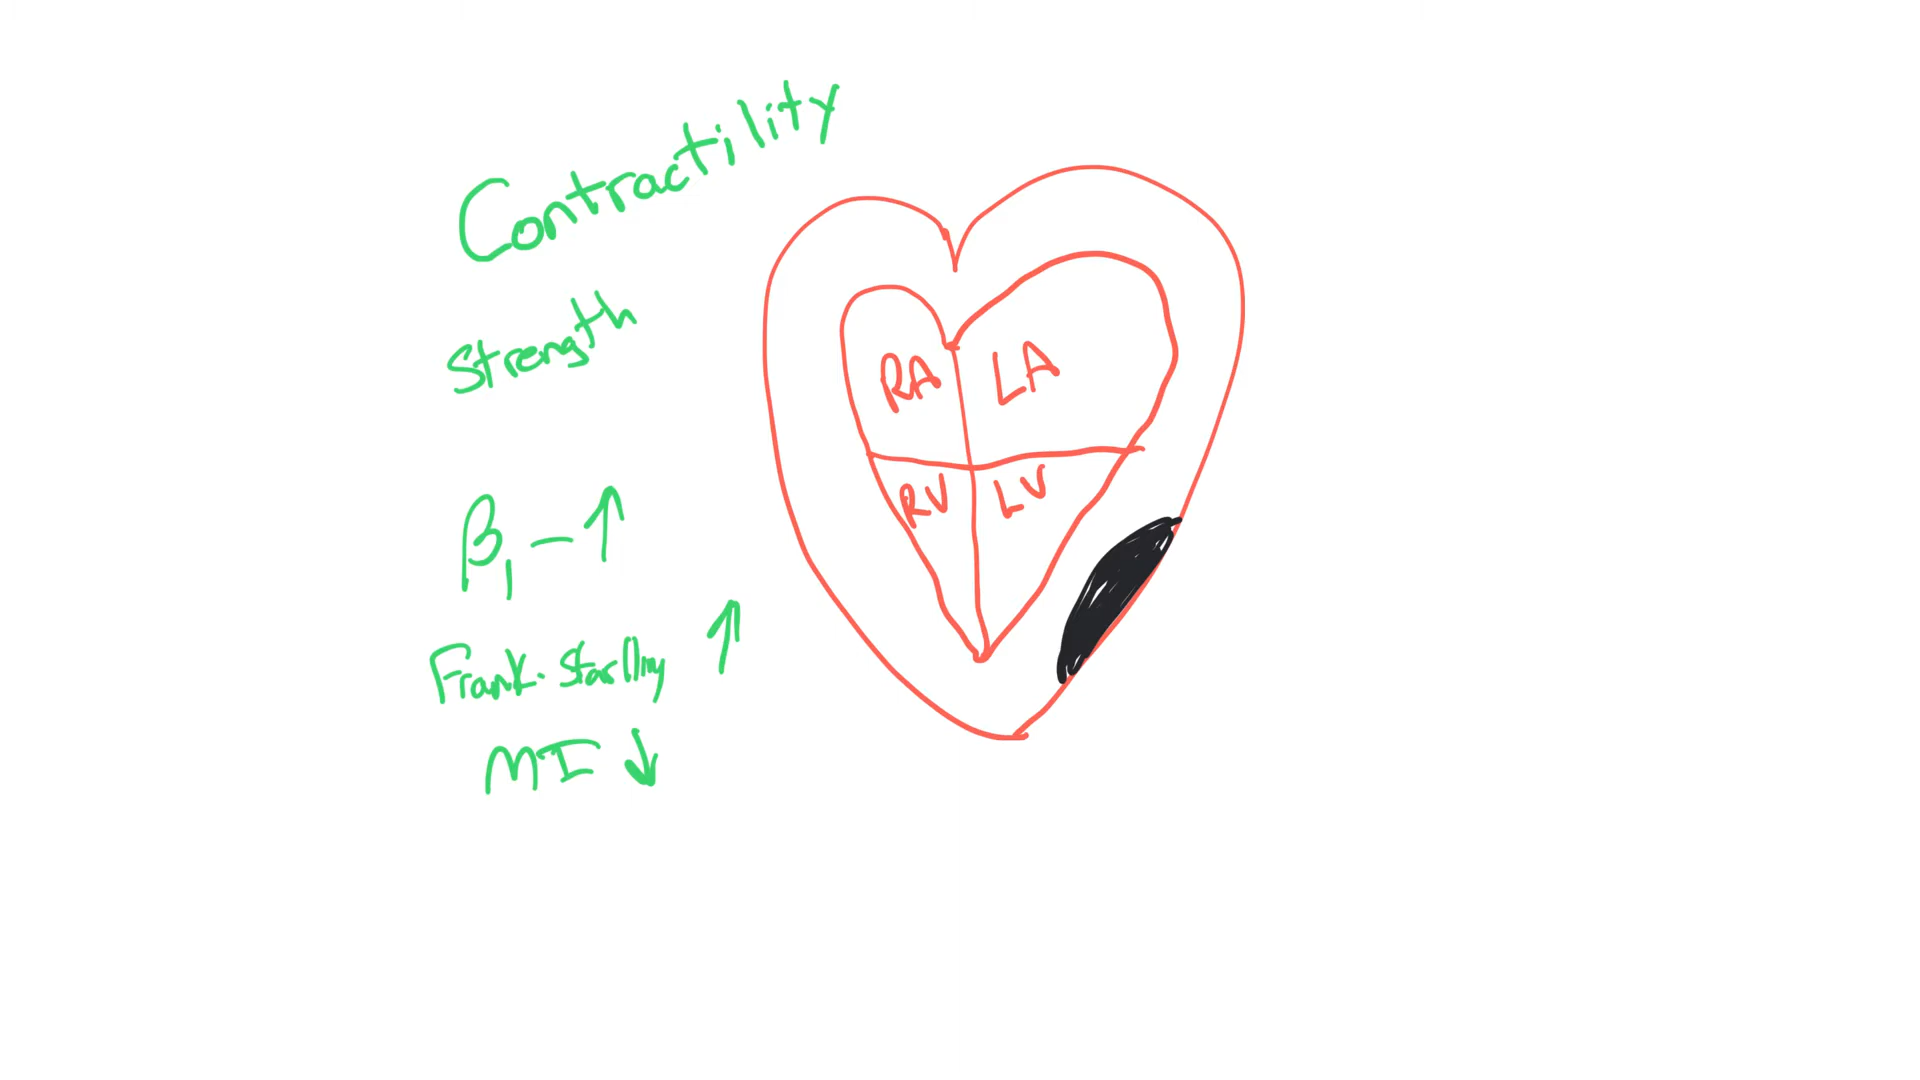 Contractility
Strength
RA LA
RV LV
β₁ - ↑
Frank-Starling ↑
MI ↓